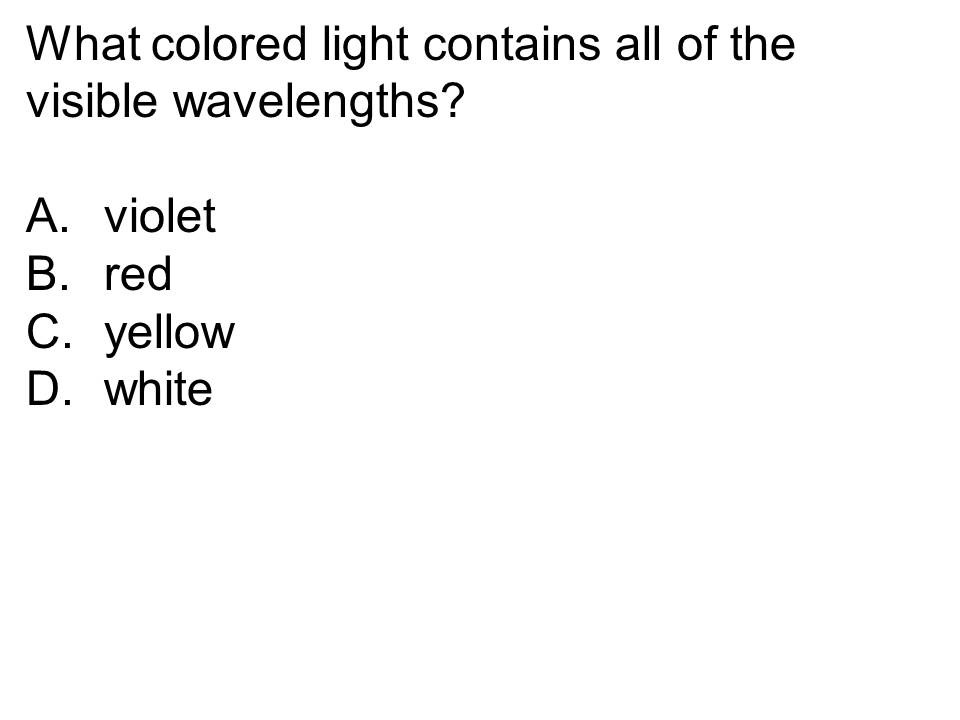 What colored light contains all of the
visible wavelengths?
A. violet
B. red
C. yellow
D. white